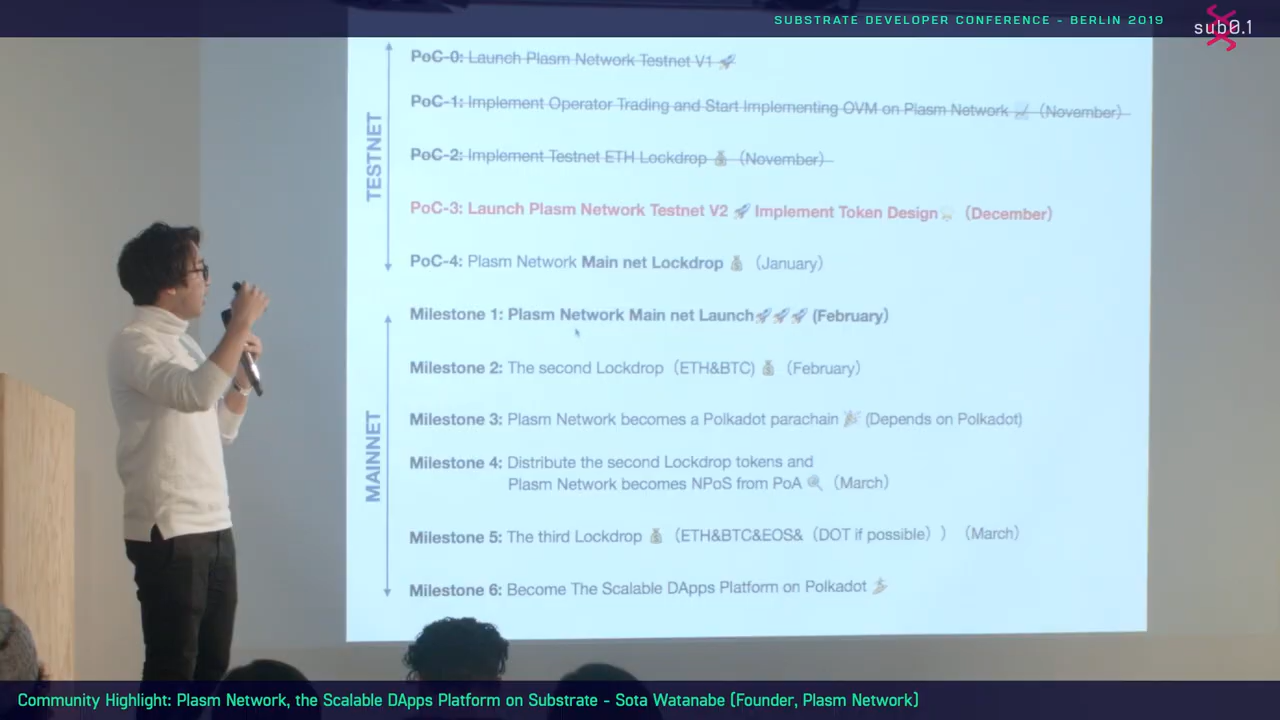 SUBSTRATE DEVELOPER CONFERENCE - BERLIN 2019
sub0.1
TESTNET
PoC-0: Launch Plasm Network Testnet V1 🚀
PoC-1: Implement Operator Trading and Start Implementing OVM on Plasm Network 📈 (November)
PoC-2: Implement Testnet ETH Lockdrop 💰 (November)
PoC-3: Launch Plasm Network Testnet V2 🚀 Implement Token Design (December)
PoC-4: Plasm Network Main net Lockdrop 💰 (January)
MAINNET
Milestone 1: Plasm Network Main net Launch🚀🚀🚀 (February)
Milestone 2: The second Lockdrop (ETH&BTC) 💰 (February)
Milestone 3: Plasm Network becomes a Polkadot parachain 🎉 (Depends on Polkadot)
Milestone 4: Distribute the second Lockdrop tokens and
Plasm Network becomes NPoS from PoA 🔍 (March)
Milestone 5: The third Lockdrop 💰 (ETH&BTC&EOS& (DOT if possible) ) (March)
Milestone 6: Become The Scalable DApps Platform on Polkadot
Community Highlight: Plasm Network, the Scalable DApps Platform on Substrate - Sota Watanabe (Founder, Plasm Network)